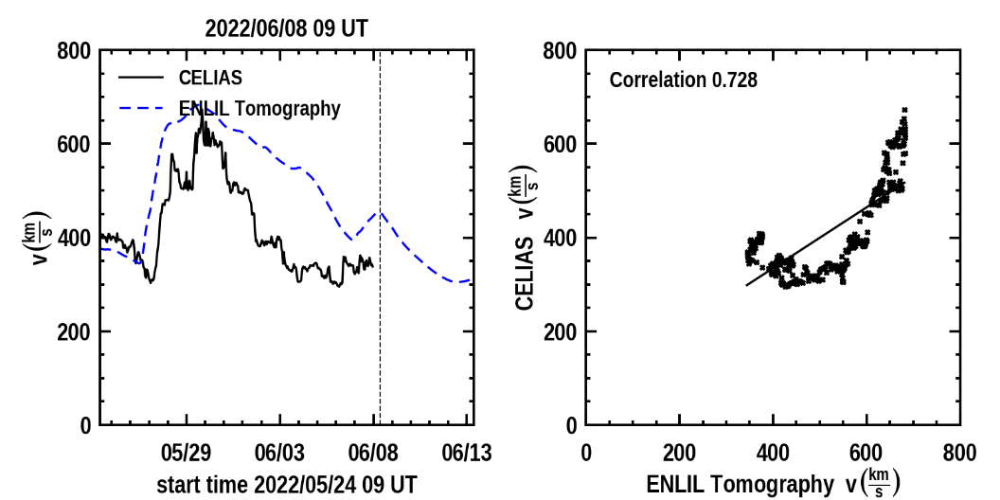 2022/06/08 09 UT
CELIAS
ENLIL Tomography
v(km/s)
800
600
400
200
0
05/29 06/03 06/08 06/13
start time 2022/05/24 09 UT
Correlation 0.728
CELIAS v(km/s)
800
600
400
200
0
0 200 400 600 800
ENLIL Tomography v(km/s)